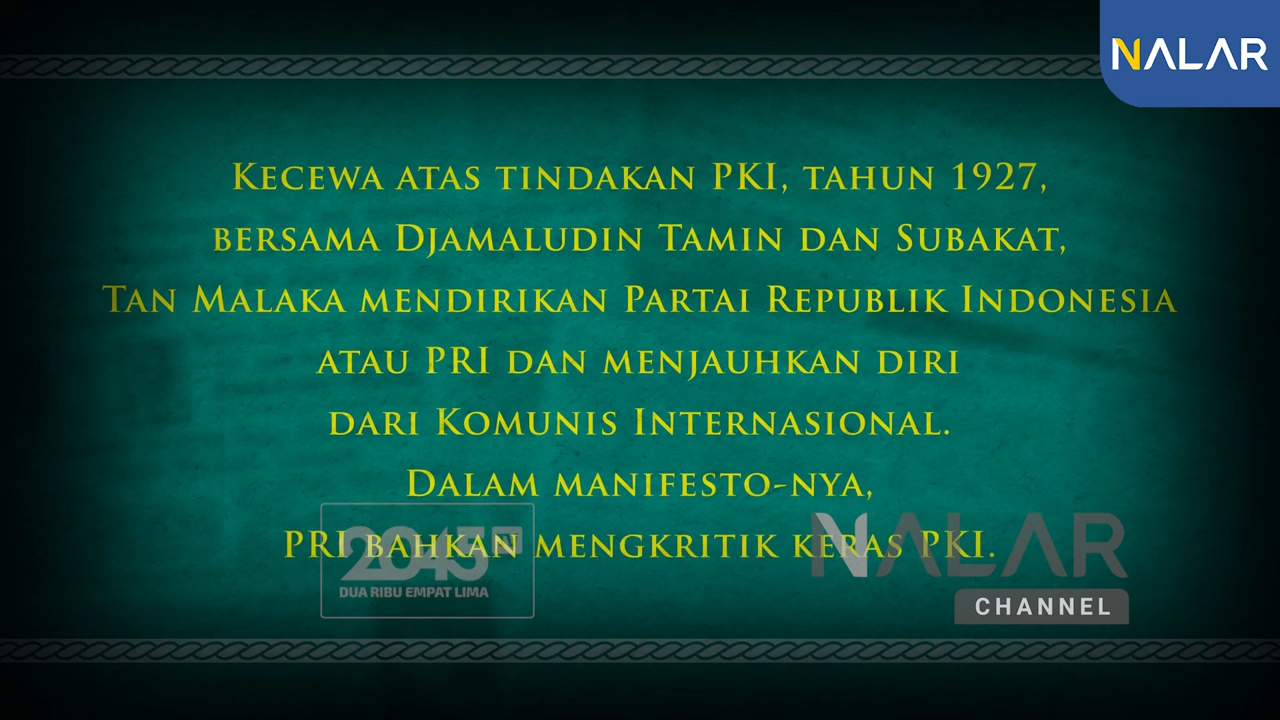 NALAR
KECEWA ATAS TINDAKAN PKI, TAHUN 1927,
BERSAMA DJAMALUDIN TAMIN DAN SUBAKAT,
TAN MALAKA MENDIRIKAN PARTAI REPUBLIK INDONESIA
ATAU PRI DAN MENJAUHKAN DIRI
DARI KOMUNIS INTERNASIONAL.
DALAM MANIFESTO-NYA,
PRI BAHKAN MENGKRITIK KERAS PKI.
2045 NALAR
DUA RIBU EMPAT LIMA
CHANNEL